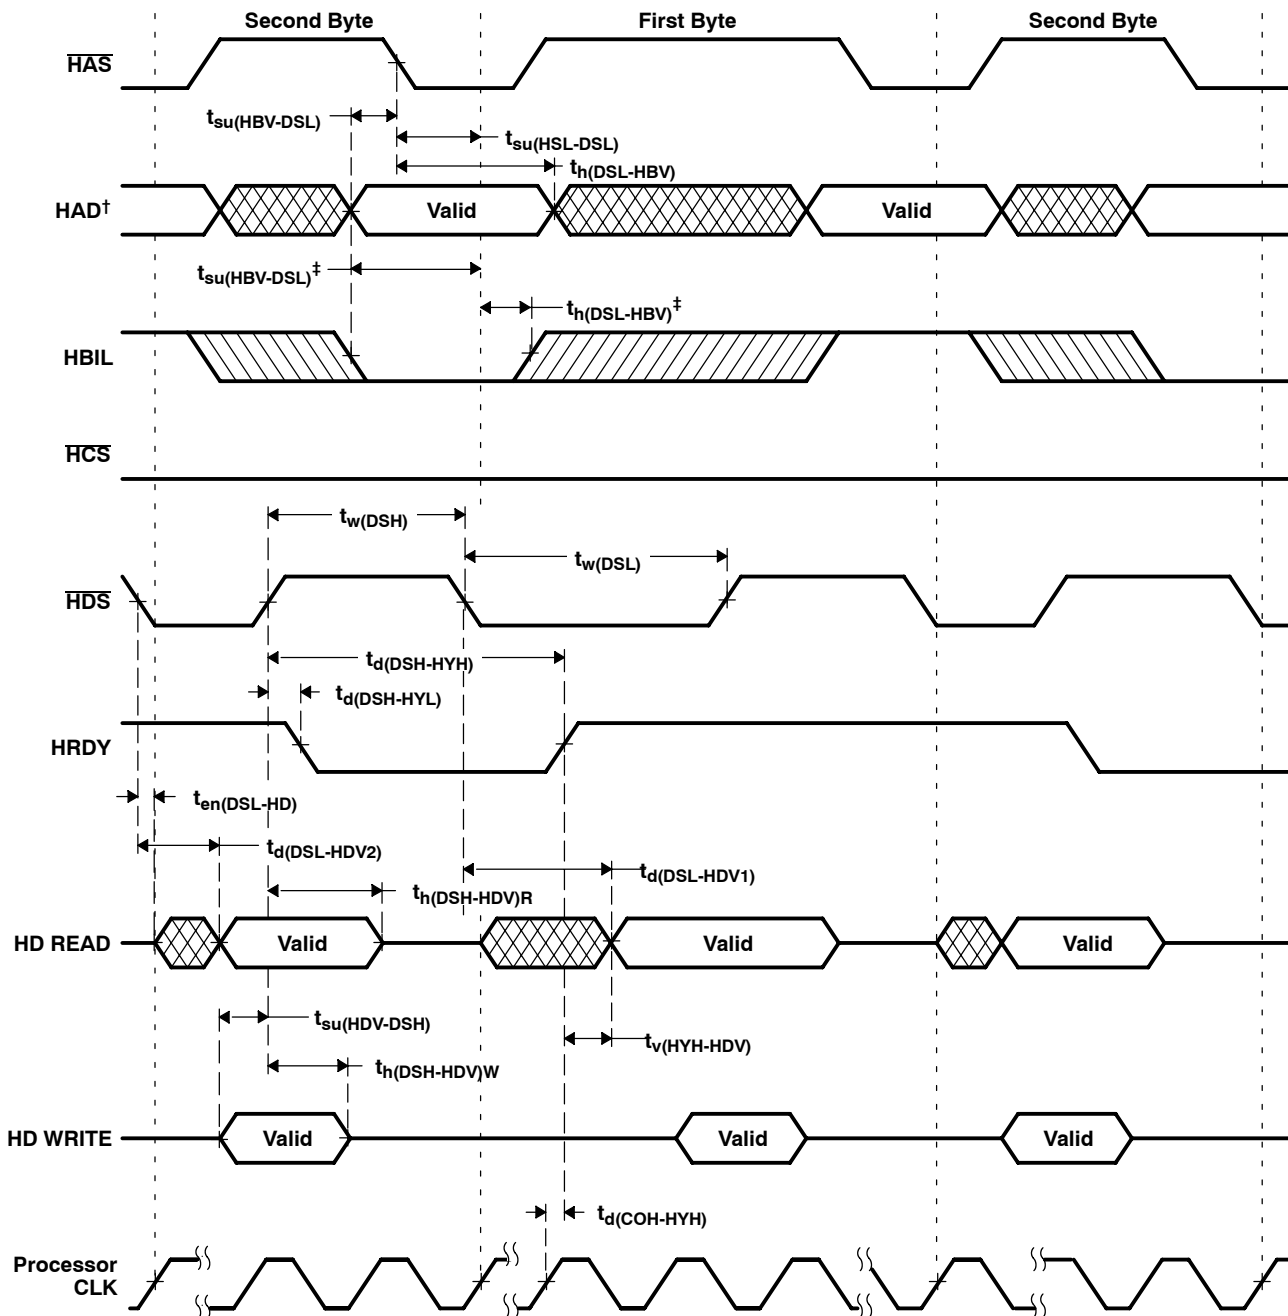 Second Byte First Byte Second Byte
HAS
tsu(HBV-DSL)
tsu(HSL-DSL)
th(DSL-HBV)
HAD† Valid Valid
tsu(HBV-DSL)‡
th(DSL-HBV)‡
HBIL
HCS
tw(DSH)
tw(DSL)
HDS
td(DSH-HYH)
td(DSH-HYL)
HRDY
ten(DSL-HD)
td(DSL-HDV2)
td(DSL-HDV1)
th(DSH-HDV)R
HD READ Valid Valid Valid
tsu(HDV-DSH)
tv(HYH-HDV)
th(DSH-HDV)W
HD WRITE Valid Valid Valid
td(COH-HYH)
Processor
CLK